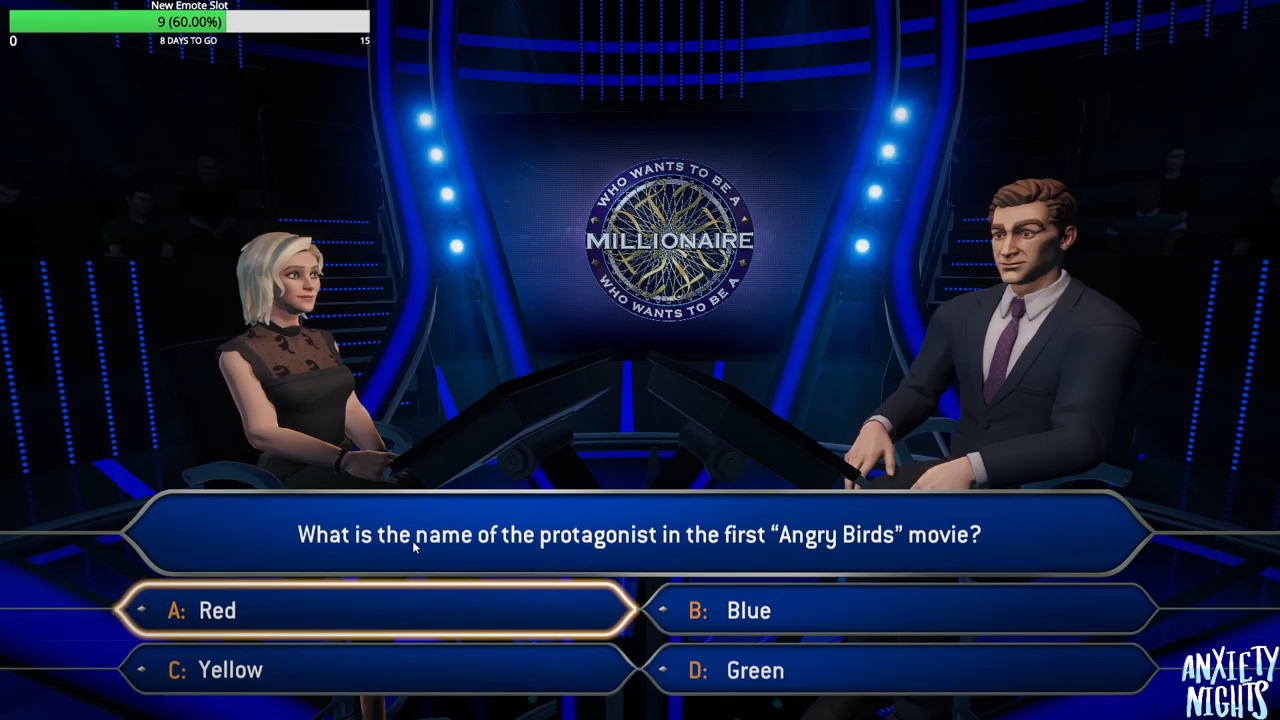 New Emote Slot
9 (60.00%)
0 8 DAYS TO GO 15
WHO WANTS TO BE A
MILLIONAIRE
WHO WANTS TO BE A
What is the name of the protagonist in the first “Angry Birds” movie?
A: Red
B: Blue
C: Yellow
D: Green
ANXIETY
NIGHTS